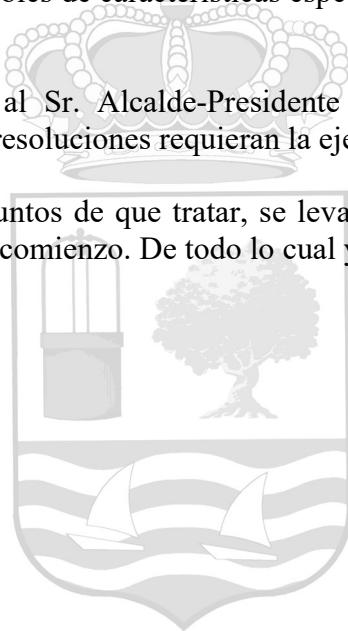 de características espe
al Sr. Alcalde-Presidente
resoluciones requieran la eje
untos de que tratar, se leva
comienzo. De todo lo cual y